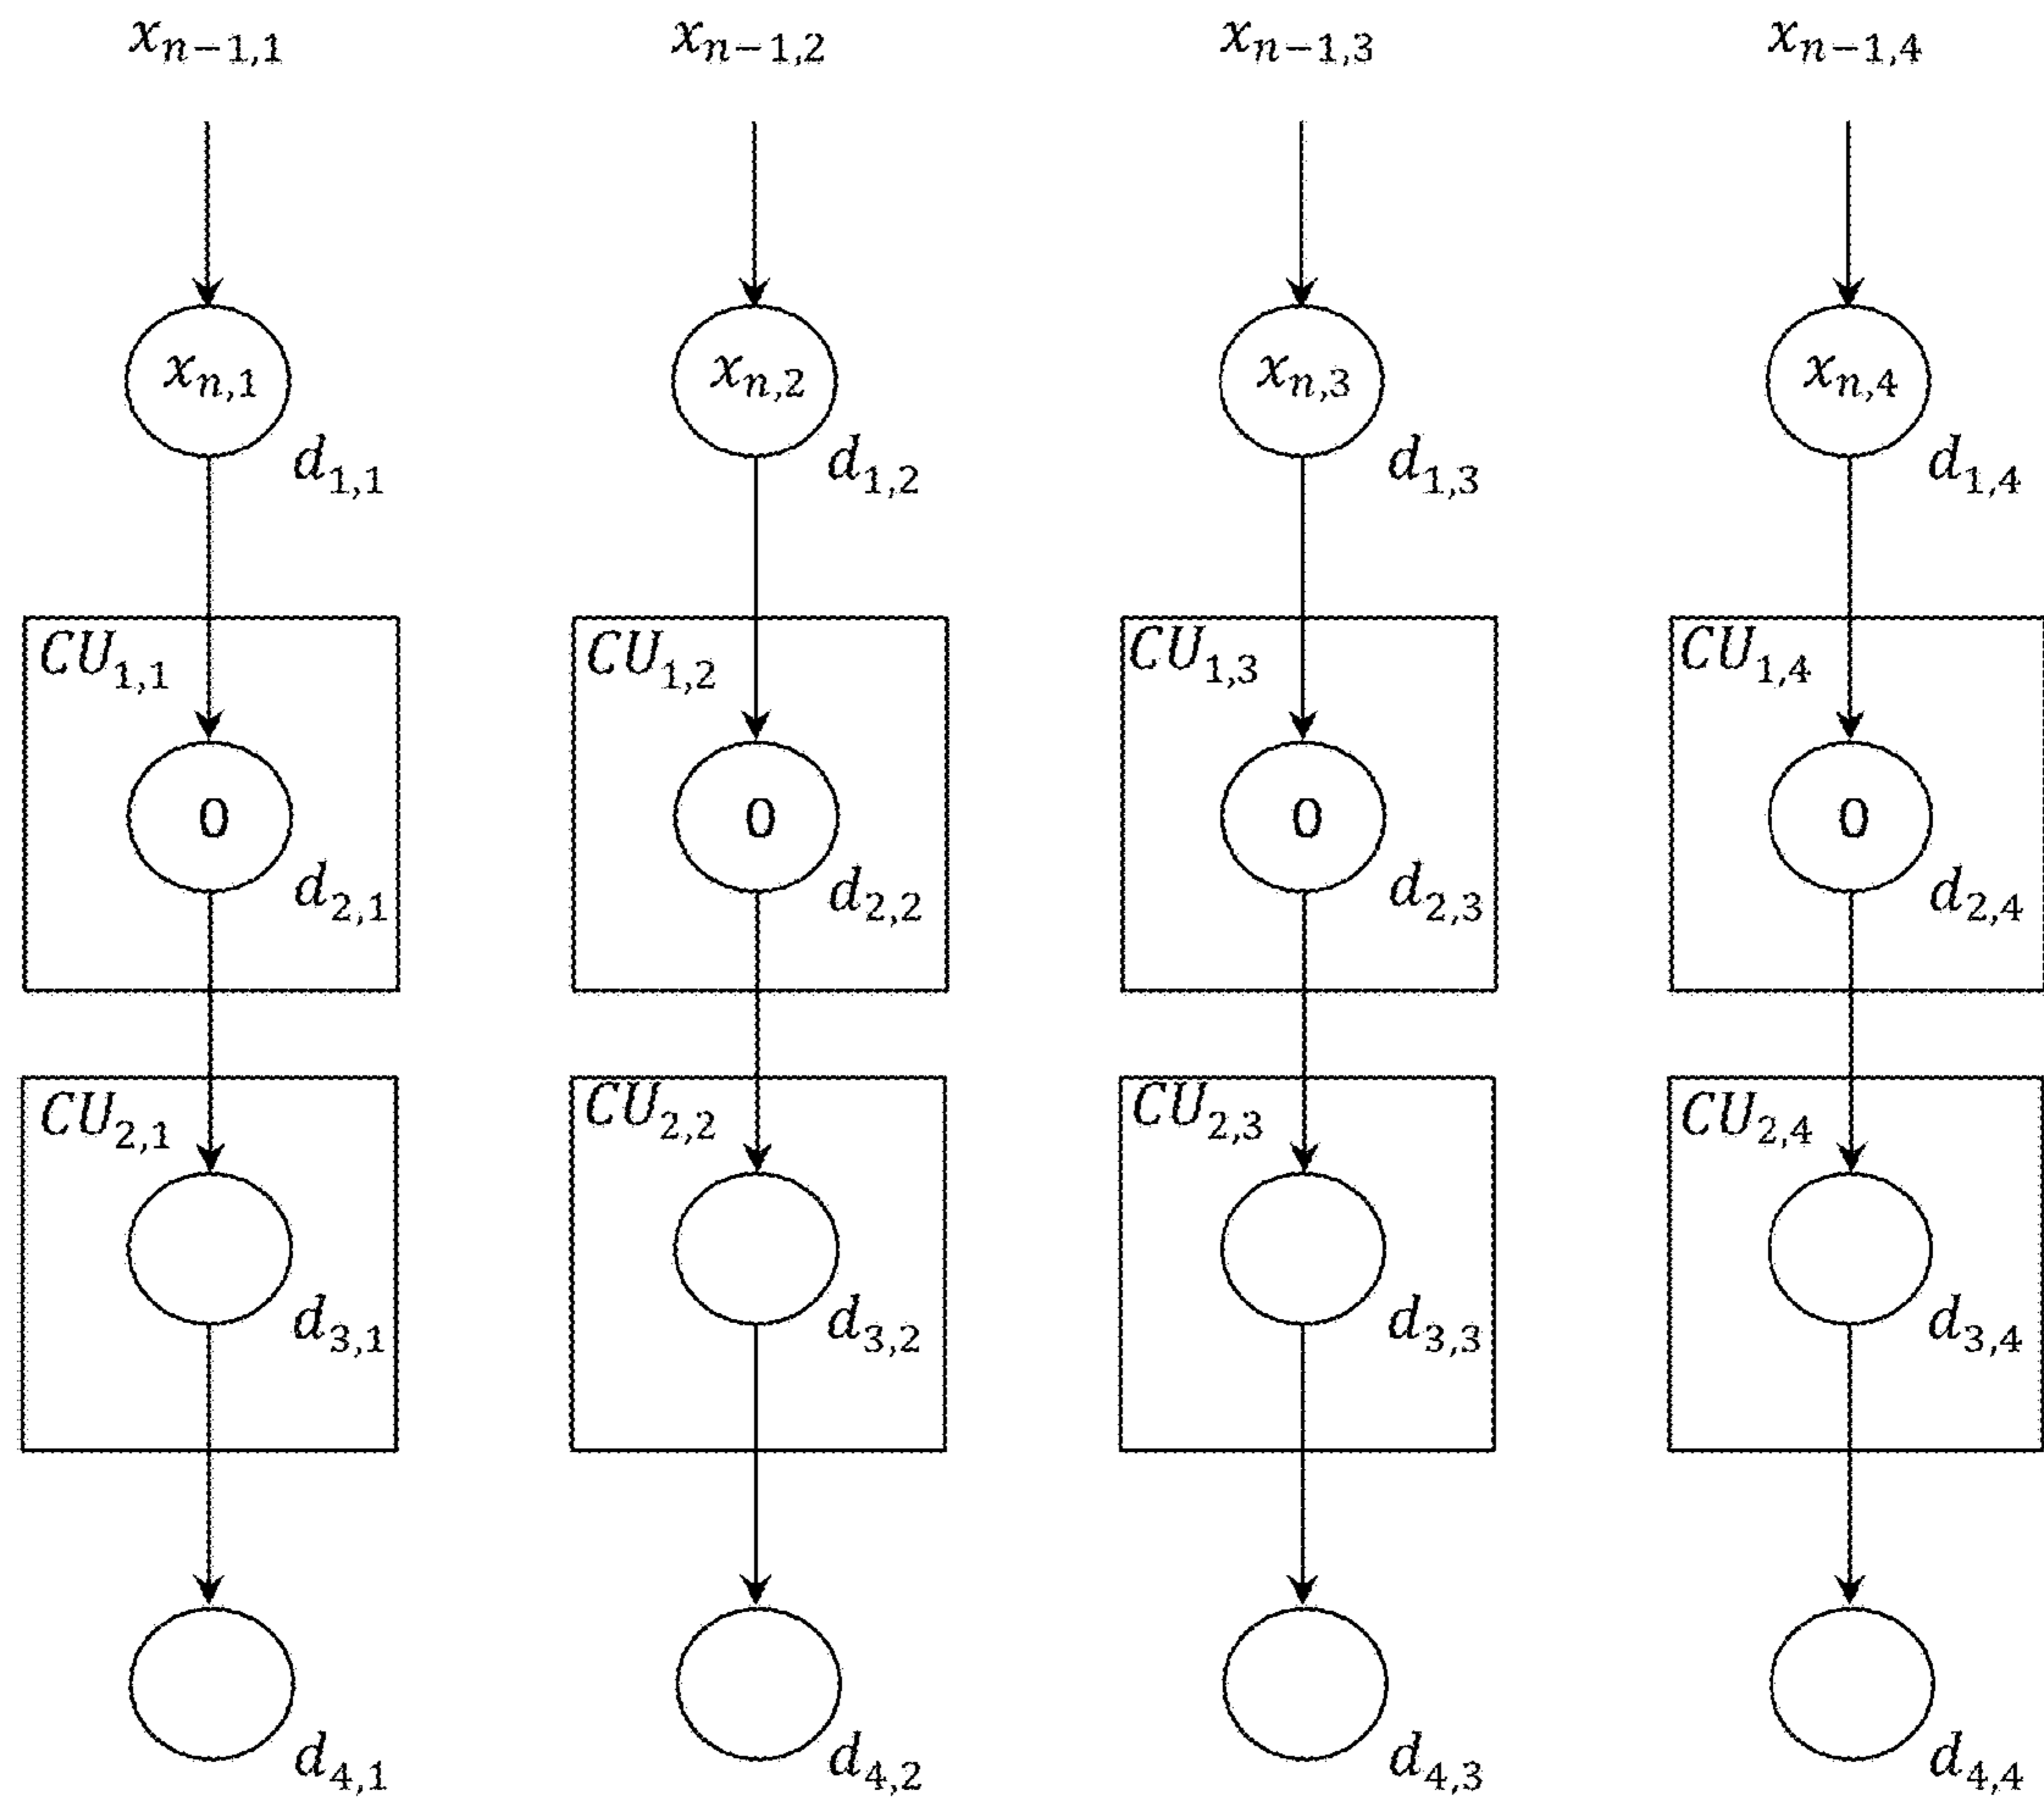 x_{n-1,1} x_{n-1,2} x_{n-1,3} x_{n-1,4}
x_{n,1} x_{n,2} x_{n,3} x_{n,4}
d_{1,1} d_{1,2} d_{1,3} d_{1,4}
CU_{1,1} CU_{1,2} CU_{1,3} CU_{1,4}
0 0 0 0
d_{2,1} d_{2,2} d_{2,3} d_{2,4}
CU_{2,1} CU_{2,2} CU_{2,3} CU_{2,4}
d_{3,1} d_{3,2} d_{3,3} d_{3,4}
d_{4,1} d_{4,2} d_{4,3} d_{4,4}